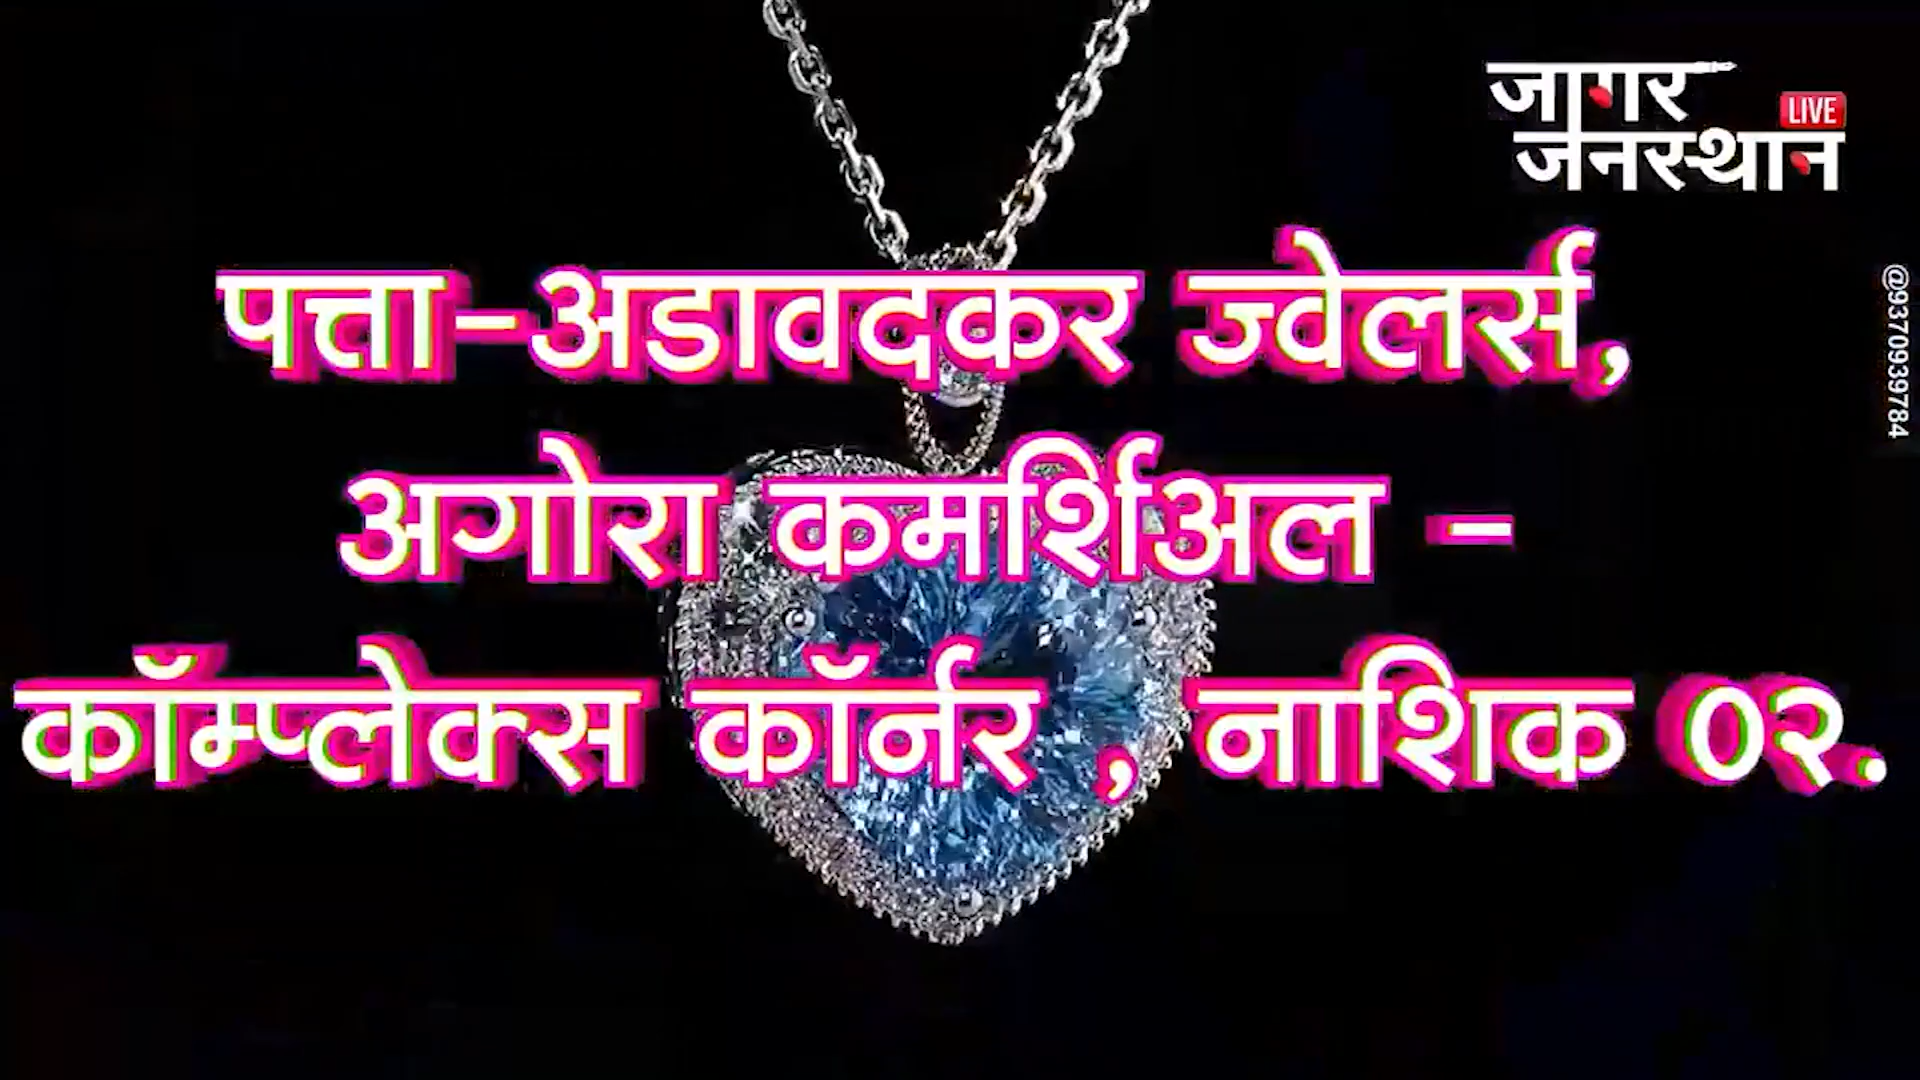 जागर
LIVE
जनस्थान
@9370939784
पत्ता-अडावदकर ज्वेलर्स,
अगोरा कमर्शिअल -
कॉम्प्लेक्स कॉर्नर , नाशिक ०२.